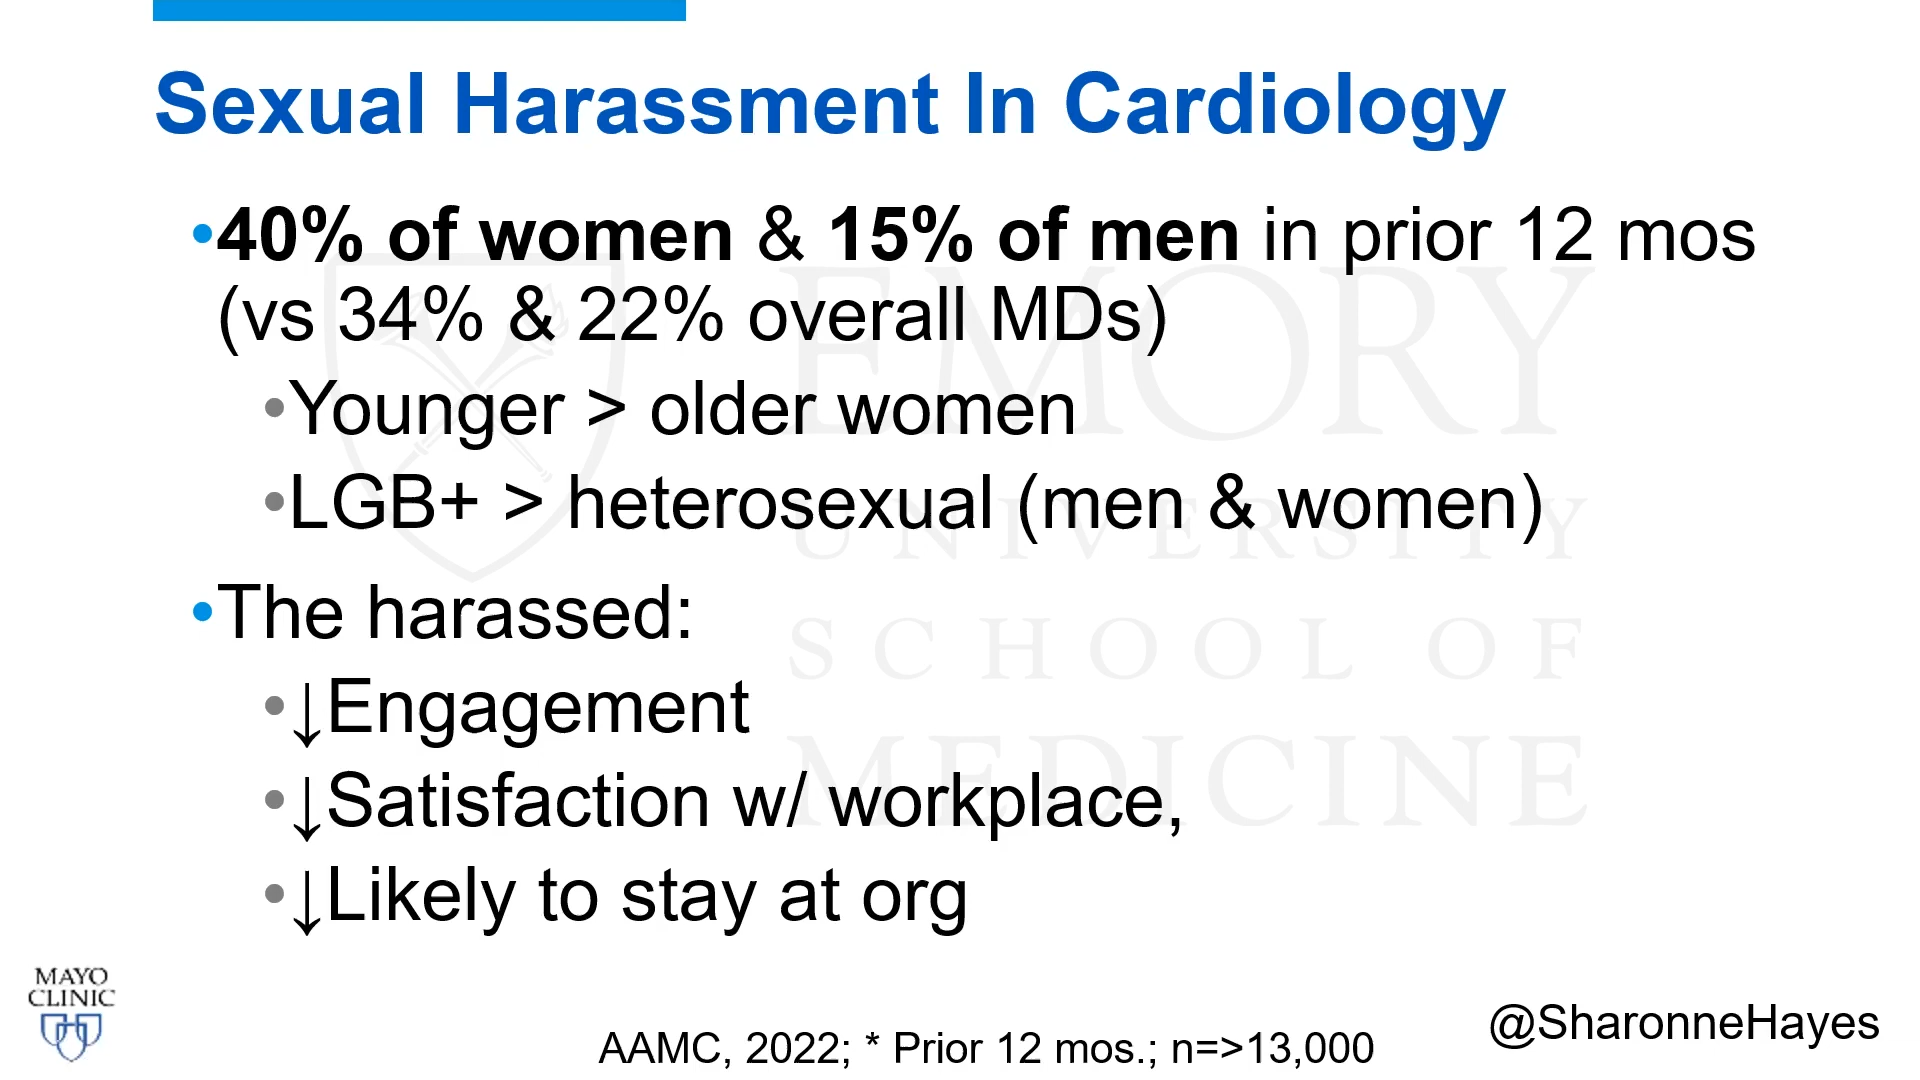 Sexual Harassment In Cardiology
•40% of women & 15% of men in prior 12 mos
(vs 34% & 22% overall MDs)
•Younger > older women
•LGB+ > heterosexual (men & women)
•The harassed:
•↓Engagement
•↓Satisfaction w/ workplace,
•↓Likely to stay at org
EMORY
UNIVERSITY
SCHOOL OF
MEDICINE
MAYO
CLINIC
AAMC, 2022; * Prior 12 mos.; n=>13,000
@SharonneHayes